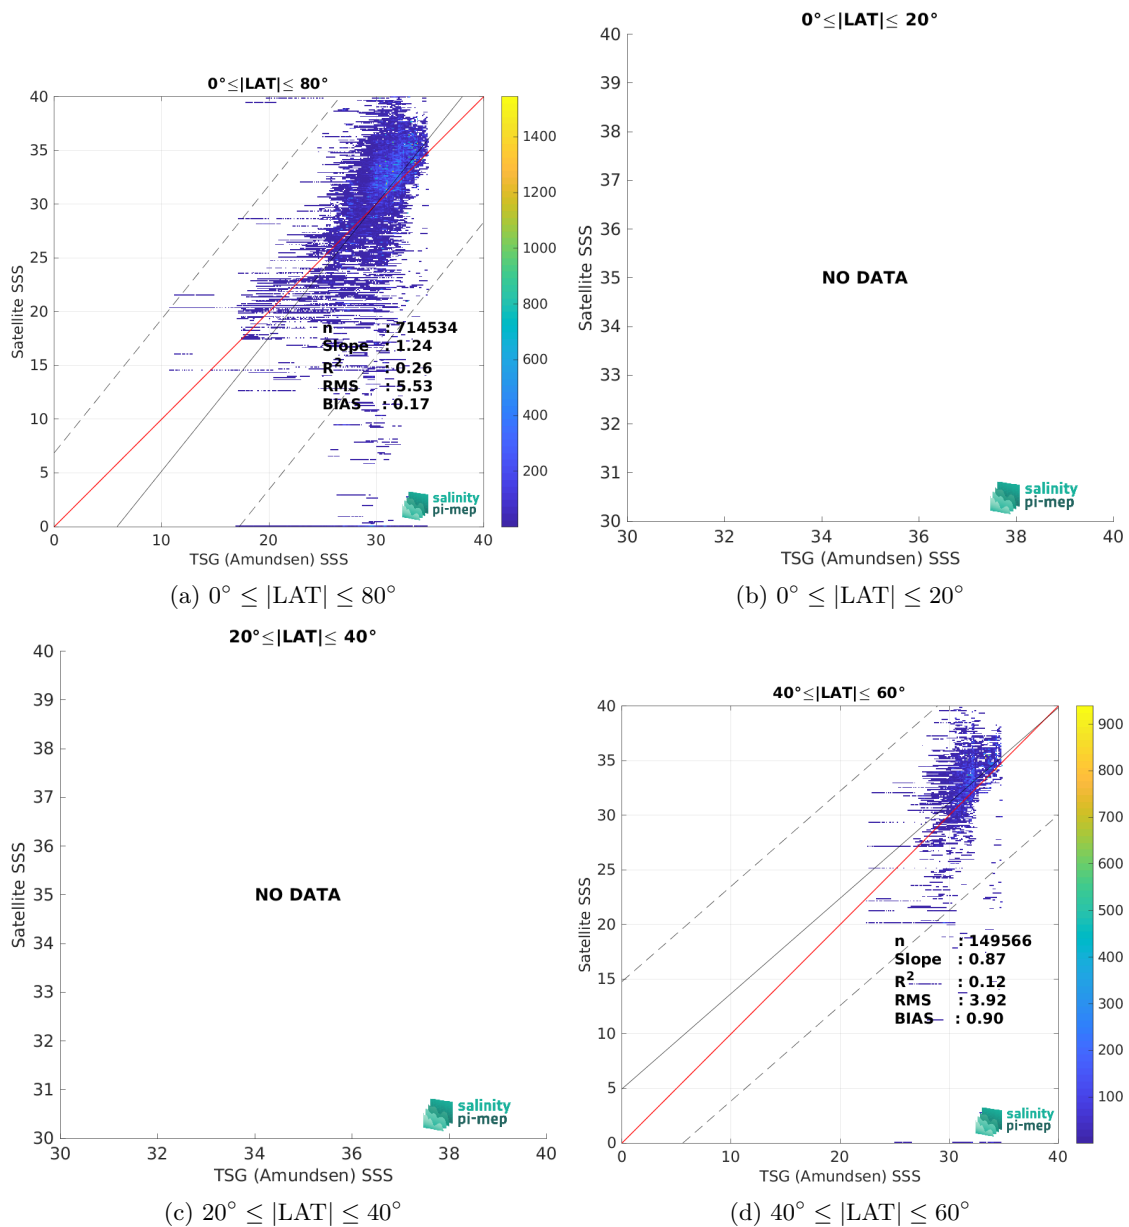 0°≤|LAT|≤ 80°
40
35
30
25
20
15
10
5
0
0
10
20
30
40
Satellite SSS
TSG (Amundsen) SSS
n : 714534
Slope : 1.24
R² : 0.26
RMS : 5.53
BIAS : 0.17
salinity
pi-mep
1400
1200
1000
800
600
400
200
(a) 0° ≤ |LAT| ≤ 80°
0°≤|LAT|≤ 20°
40
39
38
37
36
35
34
33
32
31
30
30
32
34
36
38
40
Satellite SSS
TSG (Amundsen) SSS
NO DATA
salinity
pi-mep
(b) 0° ≤ |LAT| ≤ 20°
20°≤|LAT|≤ 40°
40
39
38
37
36
35
34
33
32
31
30
30
32
34
36
38
40
Satellite SSS
TSG (Amundsen) SSS
NO DATA
salinity
pi-mep
(c) 20° ≤ |LAT| ≤ 40°
40°≤|LAT|≤ 60°
40
35
30
25
20
15
10
5
0
0
10
20
30
40
Satellite SSS
TSG (Amundsen) SSS
n : 149566
Slope : 0.87
R² : 0.12
RMS : 3.92
BIAS : 0.90
salinity
pi-mep
900
800
700
600
500
400
300
200
100
(d) 40° ≤ |LAT| ≤ 60°